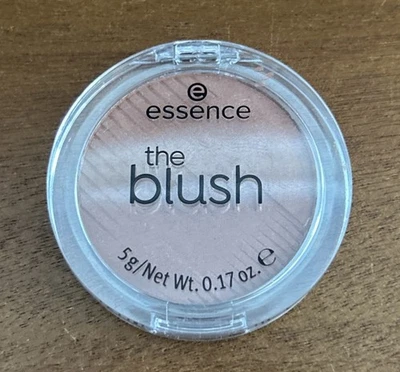 e
essence
the
blush
5g/Net Wt. 0.17 oz. ℮